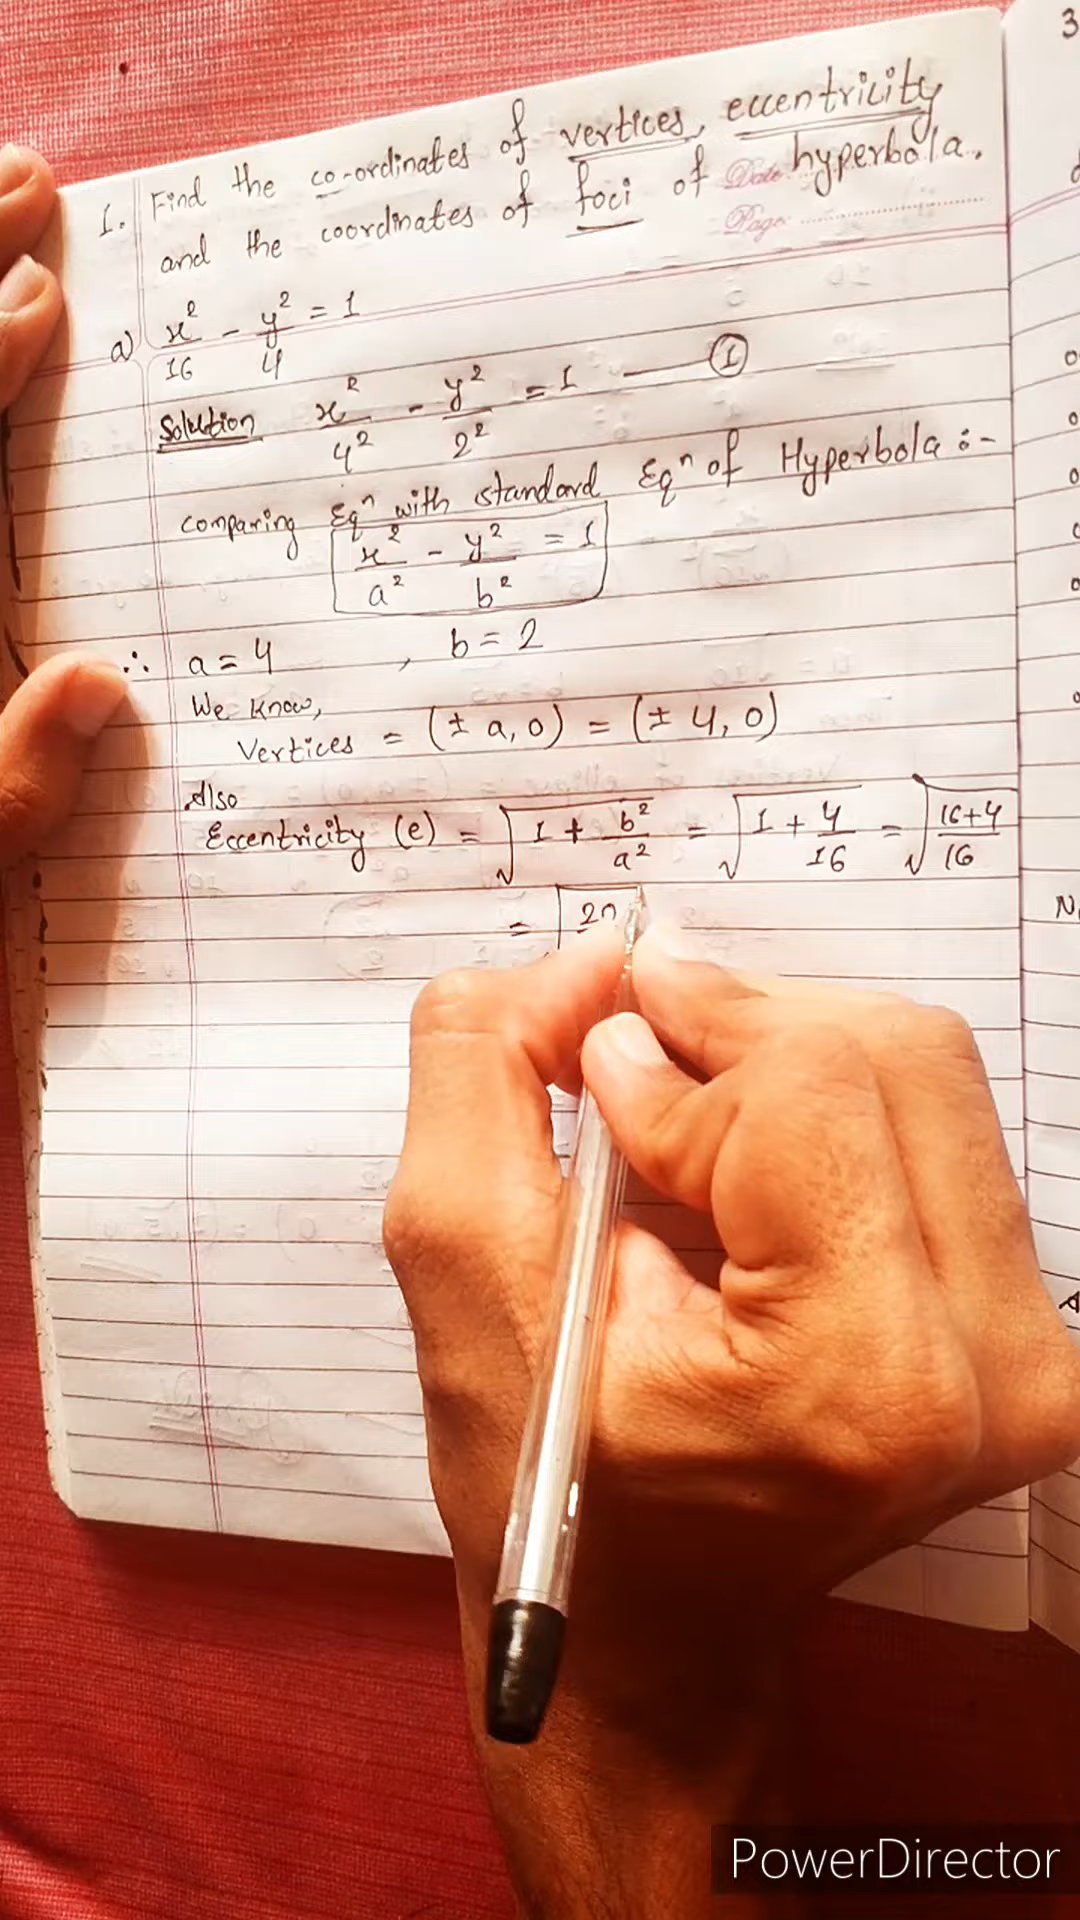 1. Find the co-ordinates of vertices, eccentricity
and the coordinates of foci of hyperbola.
Date
Page
a) x²/16 - y²/4 = 1
Solution x²/4² - y²/2² = 1 — (1)
comparing Eqⁿ with standard Eqⁿ of Hyperbola :-
x²/a² - y²/b² = 1
∴ a = 4 , b = 2
We know,
Vertices = (± a, 0) = (± 4, 0)
Also
Eccentricity (e) = √(1 + b²/a²) = √(1 + 4/16) = √((16+4)/16)
= √20
3
PowerDirector